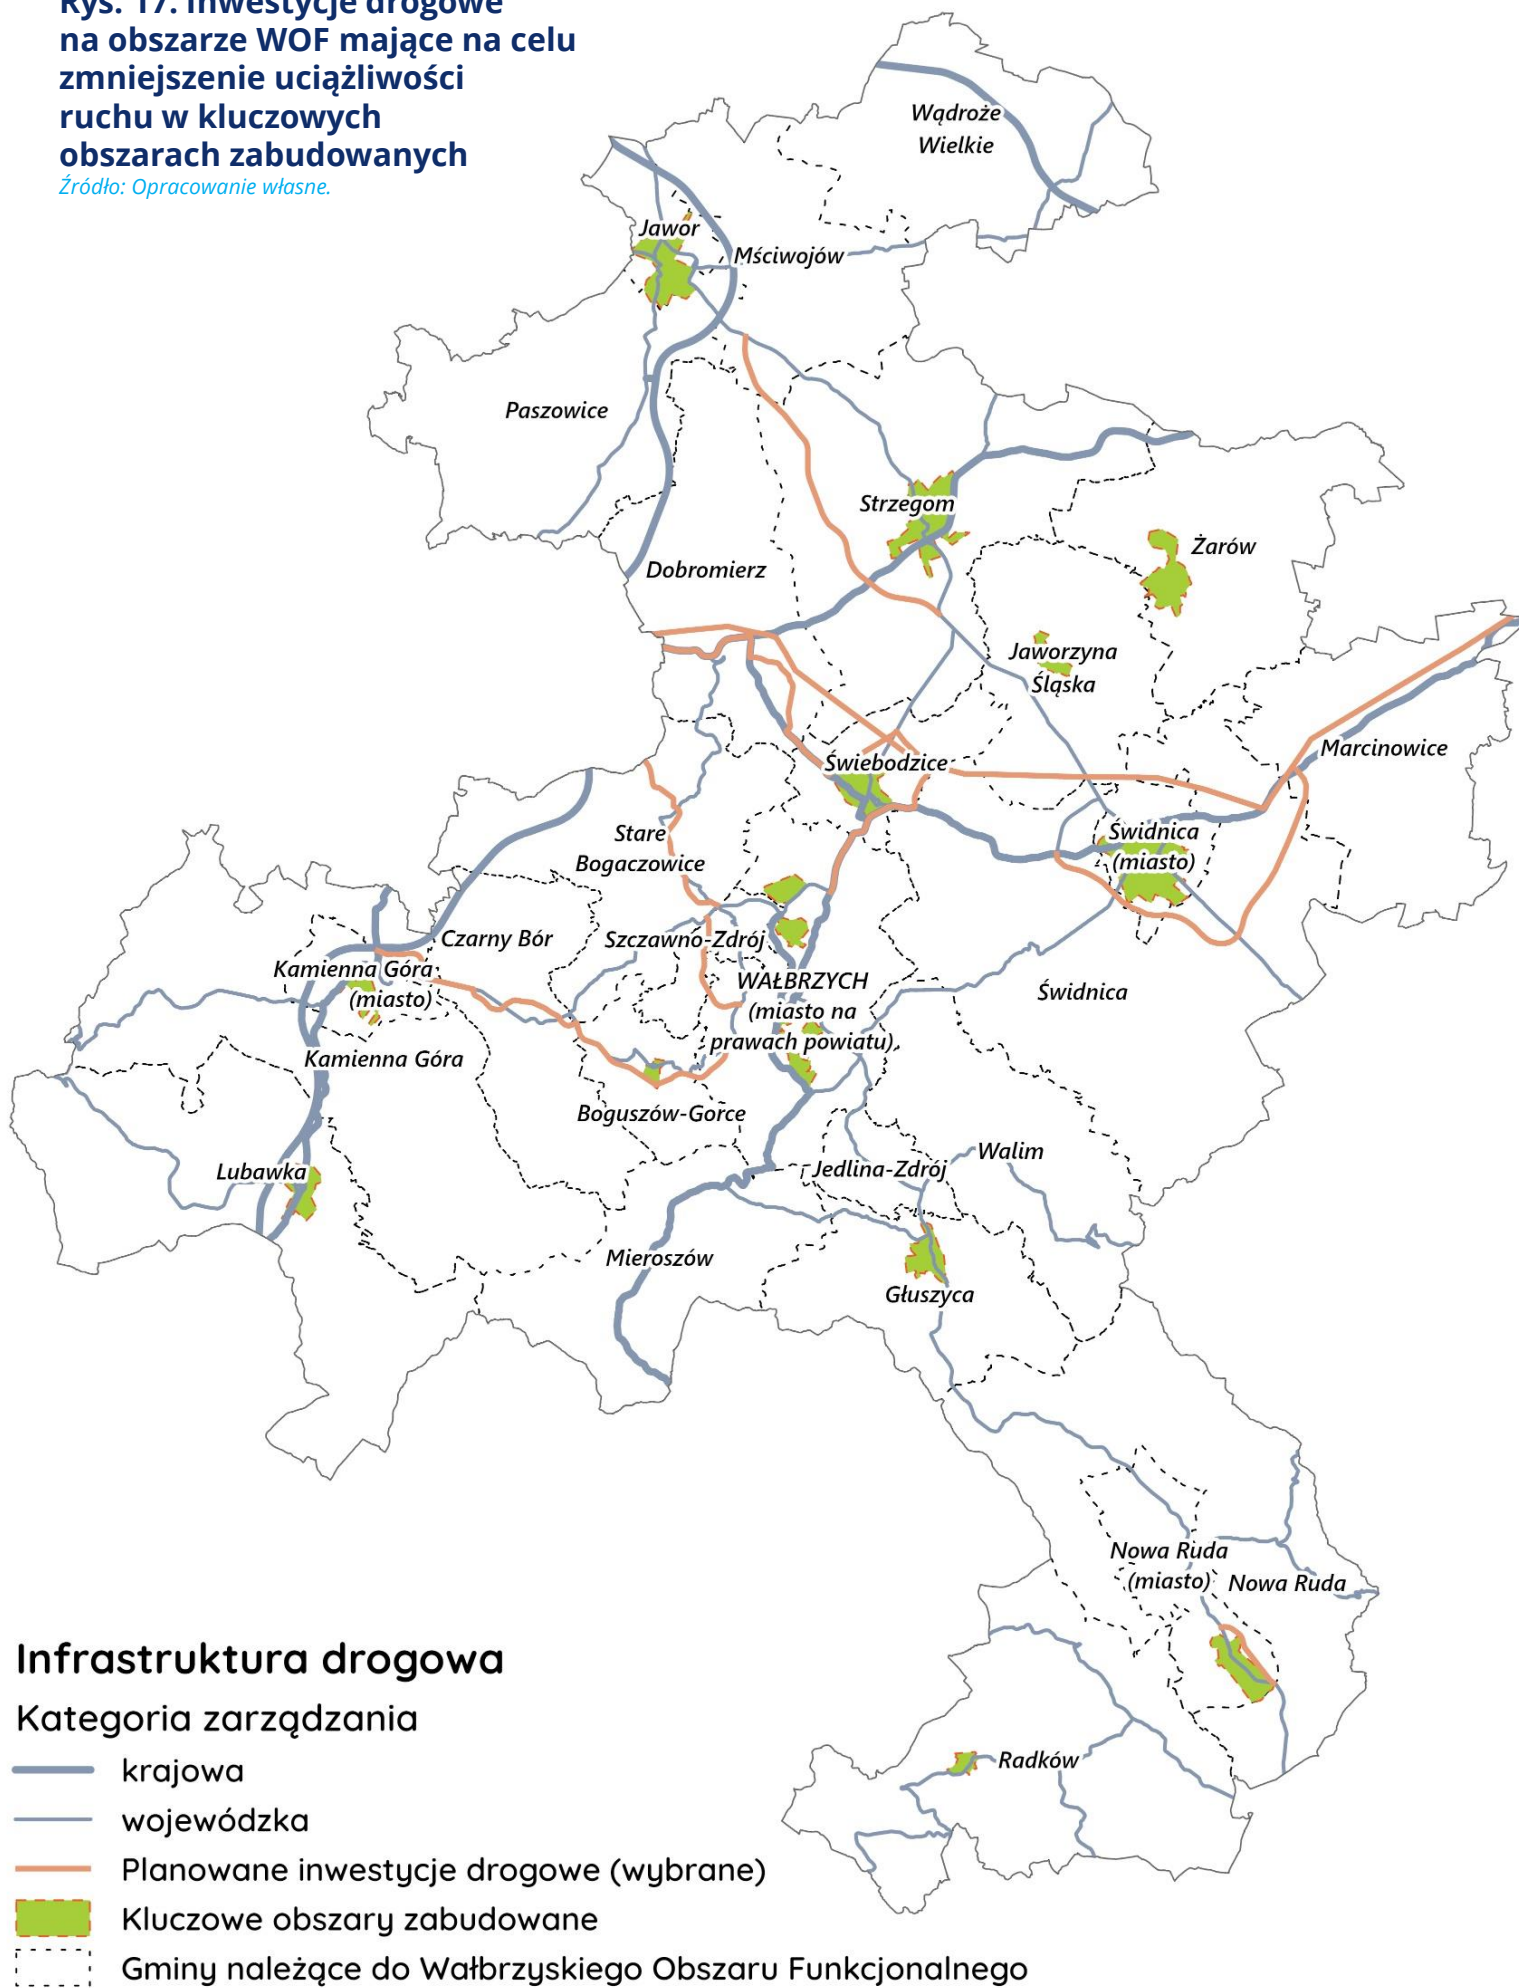 Rys. 17. Inwestycje drogowe
na obszarze WOF mające na celu
zmniejszenie uciążliwości
ruchu w kluczowych
obszarach zabudowanych
Źródło: Opracowanie własne.
Wądroże
Wielkie
Jawor
Mściwojów
Paszowice
Strzegom
Żarów
Dobromierz
Jaworzyna
Śląska
Marcinowice
Świebodzice
Stare
Bogaczowice
Świdnica
(miasto)
Czarny Bór
Szczawno-Zdrój
Kamienna Góra
(miasto)
WAŁBRZYCH
(miasto na
prawach powiatu)
Świdnica
Kamienna Góra
Boguszów-Gorce
Walim
Jedlina-Zdrój
Lubawka
Mieroszów
Głuszyca
Nowa Ruda
(miasto)
Nowa Ruda
Radków
Infrastruktura drogowa
Kategoria zarządzania
krajowa
wojewódzka
Planowane inwestycje drogowe (wybrane)
Kluczowe obszary zabudowane
Gminy należące do Wałbrzyskiego Obszaru Funkcjonalnego